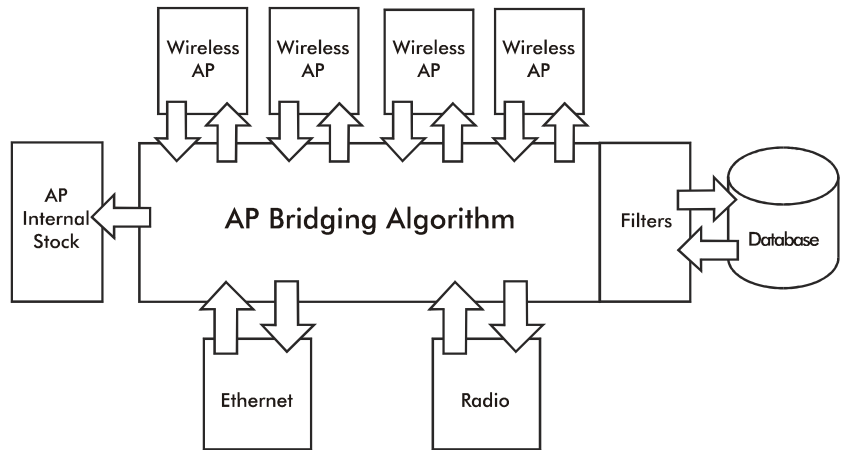 Wireless
AP
Wireless
AP
Wireless
AP
Wireless
AP
AP
Internal
Stock
AP Bridging Algorithm
Filters
Database
Ethernet
Radio